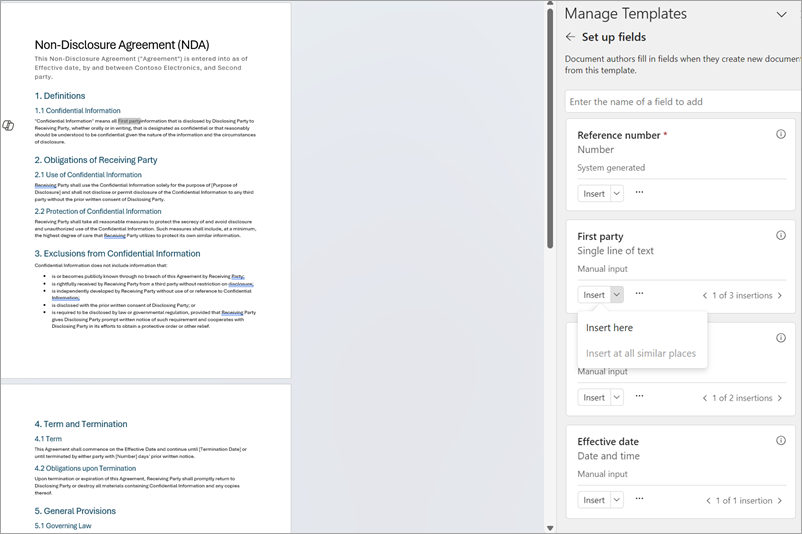 Non-Disclosure Agreement (NDA)
This Non-Disclosure Agreement ("Agreement") is entered into as of
Effective date, by and between Contoso Electronics, and Second
party.
1. Definitions
1.1 Confidential Information
"Confidential Information" means all First partyinformation that is disclosed by Disclosing Party to
Receiving Party, whether orally or in writing, that is designated as confidential or that reasonably
should be understood to be confidential given the nature of the information and the circumstances
of disclosure.
2. Obligations of Receiving Party
2.1 Use of Confidential Information
Receiving Party shall use the Confidential Information solely for the purpose of [Purpose of
Disclosure] and shall not disclose or permit disclosure of the Confidential Information to any third
party without the prior written consent of Disclosing Party.
2.2 Protection of Confidential Information
Receiving Party shall take all reasonable measures to protect the secrecy of and avoid disclosure
and unauthorized use of the Confidential Information. Such measures shall include, at a minimum,
the highest degree of care that Receiving Party utilizes to protect its own similar information.
3. Exclusions from Confidential Information
Confidential Information does not include information that:
• is or becomes publicly known through no breach of this Agreement by Receiving Party;
• is rightfully received by Receiving Party from a third party without restriction on disclosure;
• is independently developed by Receiving Party without use of or reference to Confidential
Information;
• is disclosed with the prior written consent of Disclosing Party; or
• is required to be disclosed by law or governmental regulation, provided that Receiving Party
gives Disclosing Party prompt written notice of such requirement and cooperates with
Disclosing Party in its efforts to obtain a protective order or other relief.
4. Term and Termination
4.1 Term
This Agreement shall commence on the Effective Date and continue until [Termination Date] or
until terminated by either party with [Number] days' prior written notice.
4.2 Obligations upon Termination
Upon termination or expiration of this Agreement, Receiving Party shall promptly return to
Disclosing Party or destroy all materials containing Confidential Information and any copies
thereof.
5. General Provisions
5.1 Governing Law
Manage Templates
Set up fields
Document authors fill in fields when they create new documen
from this template.
Enter the name of a field to add
Reference number *
Number
System generated
Insert
First party
Single line of text
Manual input
Insert
1 of 3 insertions
Insert here
Insert at all similar places
Manual input
Insert
1 of 2 insertions
Effective date
Date and time
Manual input
Insert
1 of 1 insertion